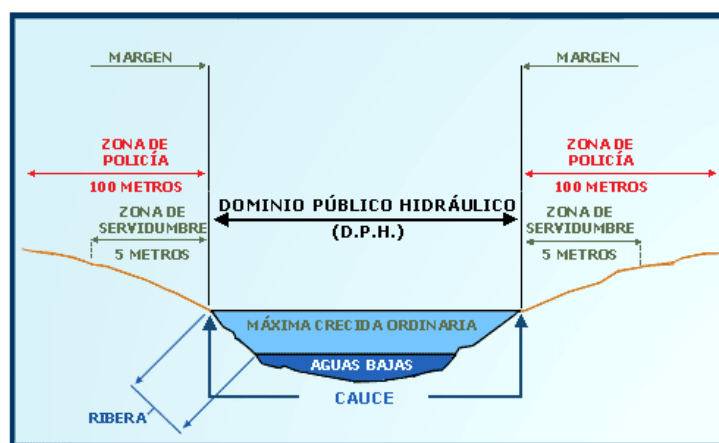 MARGEN
MARGEN
ZONA DE
POLICÍA
100 METROS
ZONA DE
POLICÍA
100 METROS
DOMINIO PÚBLICO HIDRÁULICO
(D.P.H.)
ZONA DE
SERVIDUMBRE
5 METROS
ZONA DE
SERVIDUMBRE
5 METROS
MÁXIMA CRECIDA ORDINARIA
AGUAS BAJAS
CAUCE
RIBERA